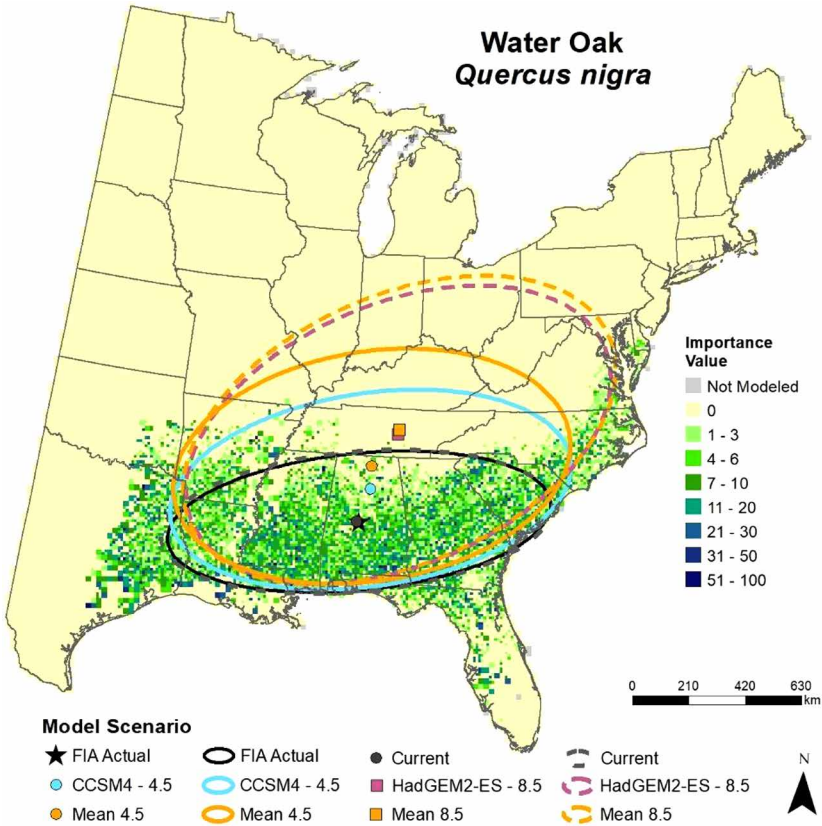 Water Oak
Quercus nigra
Importance
Value
Not Modeled
0
1 - 3
4 - 6
7 - 10
11 - 20
21 - 30
31 - 50
51 - 100
0 210 420 630
km
Model Scenario
FIA Actual FIA Actual Current Current
CCSM4 - 4.5 CCSM4 - 4.5 HadGEM2-ES - 8.5 HadGEM2-ES - 8.5
Mean 4.5 Mean 4.5 Mean 8.5 Mean 8.5
N